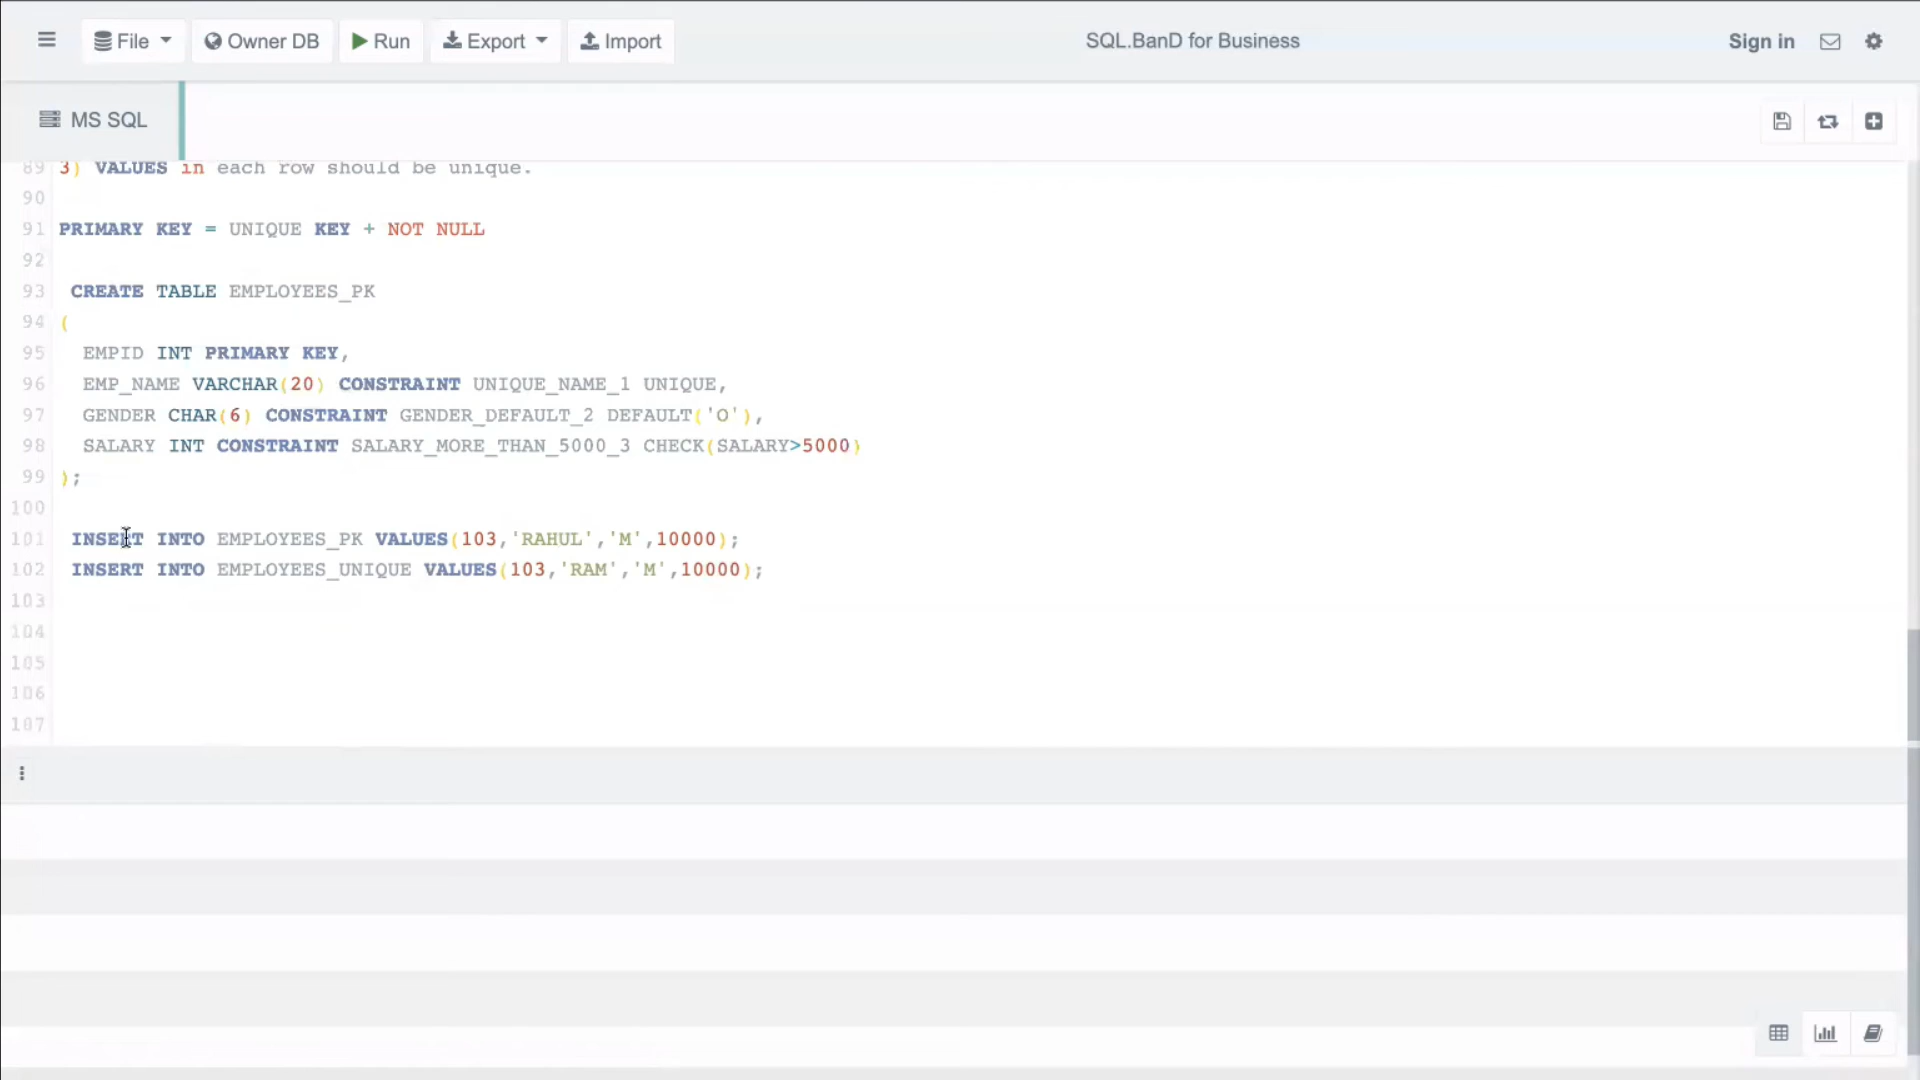 File Owner DB Run Export Import SQL.BanD for Business Sign in
MS SQL
89 3) VALUES in each row should be unique.
90
91 PRIMARY KEY = UNIQUE KEY + NOT NULL
92
93 CREATE TABLE EMPLOYEES_PK
94 (
95 EMPID INT PRIMARY KEY,
96 EMP_NAME VARCHAR(20) CONSTRAINT UNIQUE_NAME_1 UNIQUE,
97 GENDER CHAR(6) CONSTRAINT GENDER_DEFAULT_2 DEFAULT('O'),
98 SALARY INT CONSTRAINT SALARY_MORE_THAN_5000_3 CHECK(SALARY>5000)
99 );
100
101 INSERT INTO EMPLOYEES_PK VALUES(103,'RAHUL','M',10000);
102 INSERT INTO EMPLOYEES_UNIQUE VALUES(103,'RAM','M',10000);
103
104
105
106
107